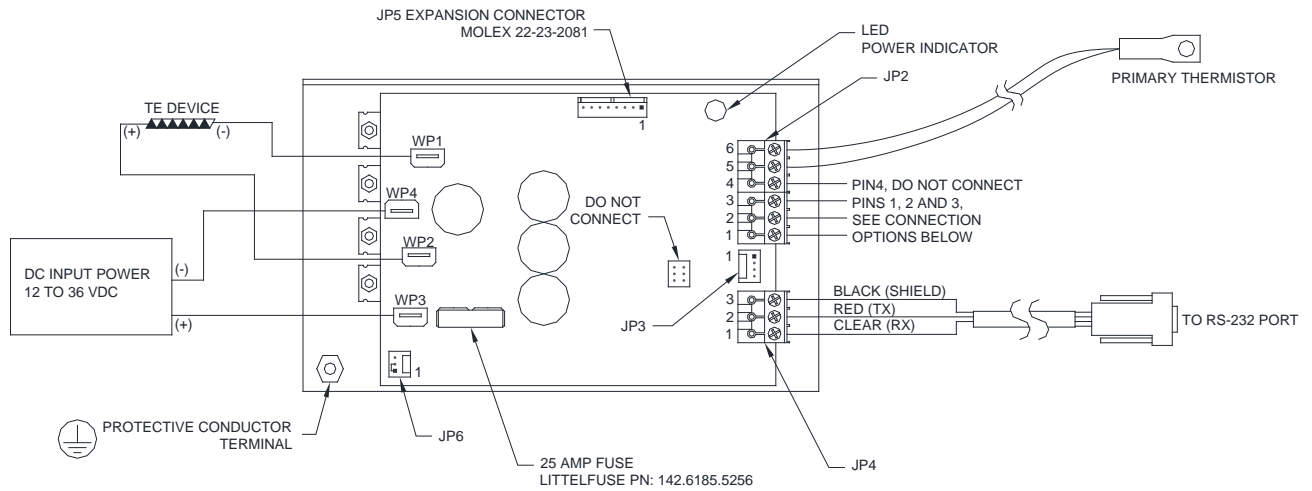 JP5 EXPANSION CONNECTOR
MOLEX 22-23-2081
LED
POWER INDICATOR
JP2
PRIMARY THERMISTOR
TE DEVICE
(+)
(-)
1
WP1
WP4
WP2
WP3
DO NOT
CONNECT
6
5
4
3
2
1
PIN4, DO NOT CONNECT
PINS 1, 2 AND 3,
SEE CONNECTION
OPTIONS BELOW
DC INPUT POWER
12 TO 36 VDC
(-)
(+)
1
JP3
3
2
1
BLACK (SHIELD)
RED (TX)
CLEAR (RX)
TO RS-232 PORT
1
PROTECTIVE CONDUCTOR
TERMINAL
JP6
25 AMP FUSE
LITTELFUSE PN: 142.6185.5256
JP4